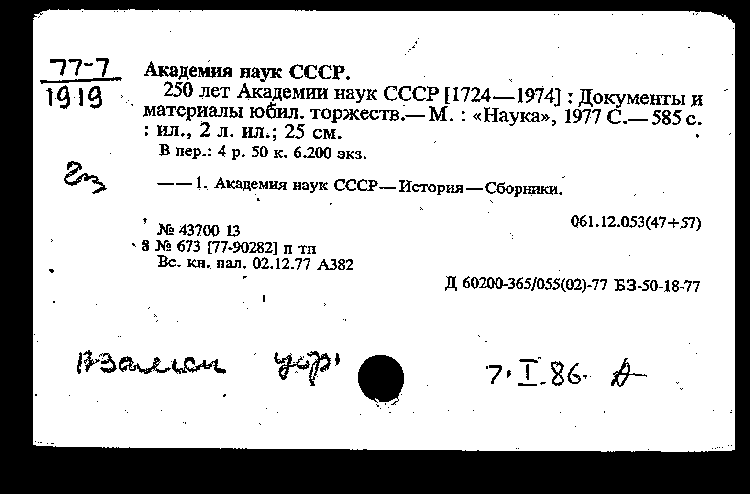 77-7
1919
Академия наук СССР.
250 лет Академии наук СССР [1724—1974] : Документы и
материалы юбил. торжеств.— М. : «Наука», 1977 С.— 585 с.
: ил., 2 л. ил.; 25 см.
В пер.: 4 р. 50 к. 6.200 экз.
— — 1. Академия наук СССР — История — Сборники.
061.12.053(47+57)
№ 43700 13
8 № 673 [77-90282] п тп
Вс. кн. пал. 02.12.77 А382
Д 60200-365/055(02)-77 БЗ-50-18-77
Взамен
7. I. 86.